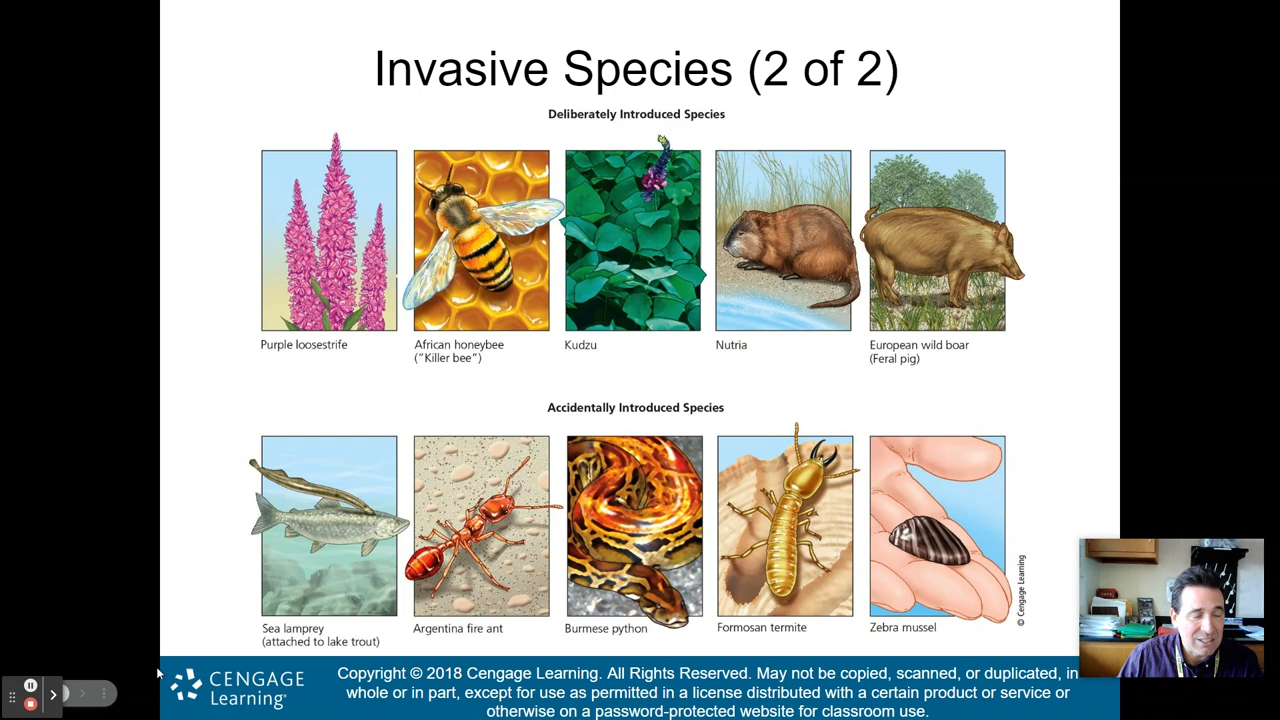 Invasive Species (2 of 2)
Deliberately Introduced Species
Purple loosestrife
African honeybee
("Killer bee")
Kudzu
Nutria
European wild boar
(Feral pig)
Accidentally Introduced Species
Sea lamprey
(attached to lake trout)
Argentina fire ant
Burmese python
Formosan termite
Zebra mussel
© Cengage Learning
CENGAGE
Learning®
Copyright © 2018 Cengage Learning. All Rights Reserved. May not be copied, scanned, or duplicated, in
whole or in part, except for use as permitted in a license distributed with a certain product or service or
otherwise on a password-protected website for classroom use.